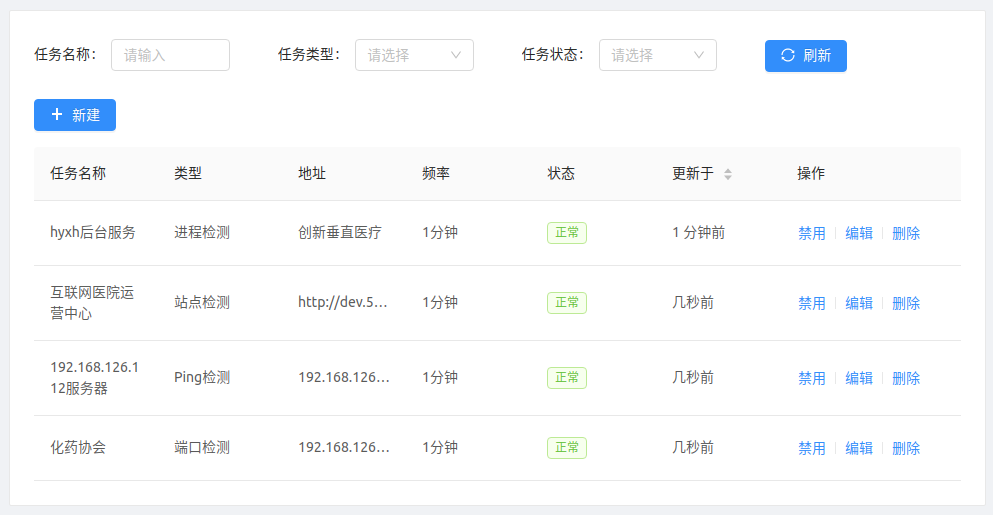 任务名称： 请输入 任务类型： 请选择 任务状态： 请选择 刷新
新建
任务名称 类型 地址 频率 状态 更新于 操作
hyxh后台服务 进程检测 创新垂直医疗 1分钟 正常 1 分钟前 禁用 编辑 删除
互联网医院运
营中心 站点检测 http://dev.5... 1分钟 正常 几秒前 禁用 编辑 删除
192.168.126.1
12服务器 Ping检测 192.168.126... 1分钟 正常 几秒前 禁用 编辑 删除
化药协会 端口检测 192.168.126... 1分钟 正常 几秒前 禁用 编辑 删除